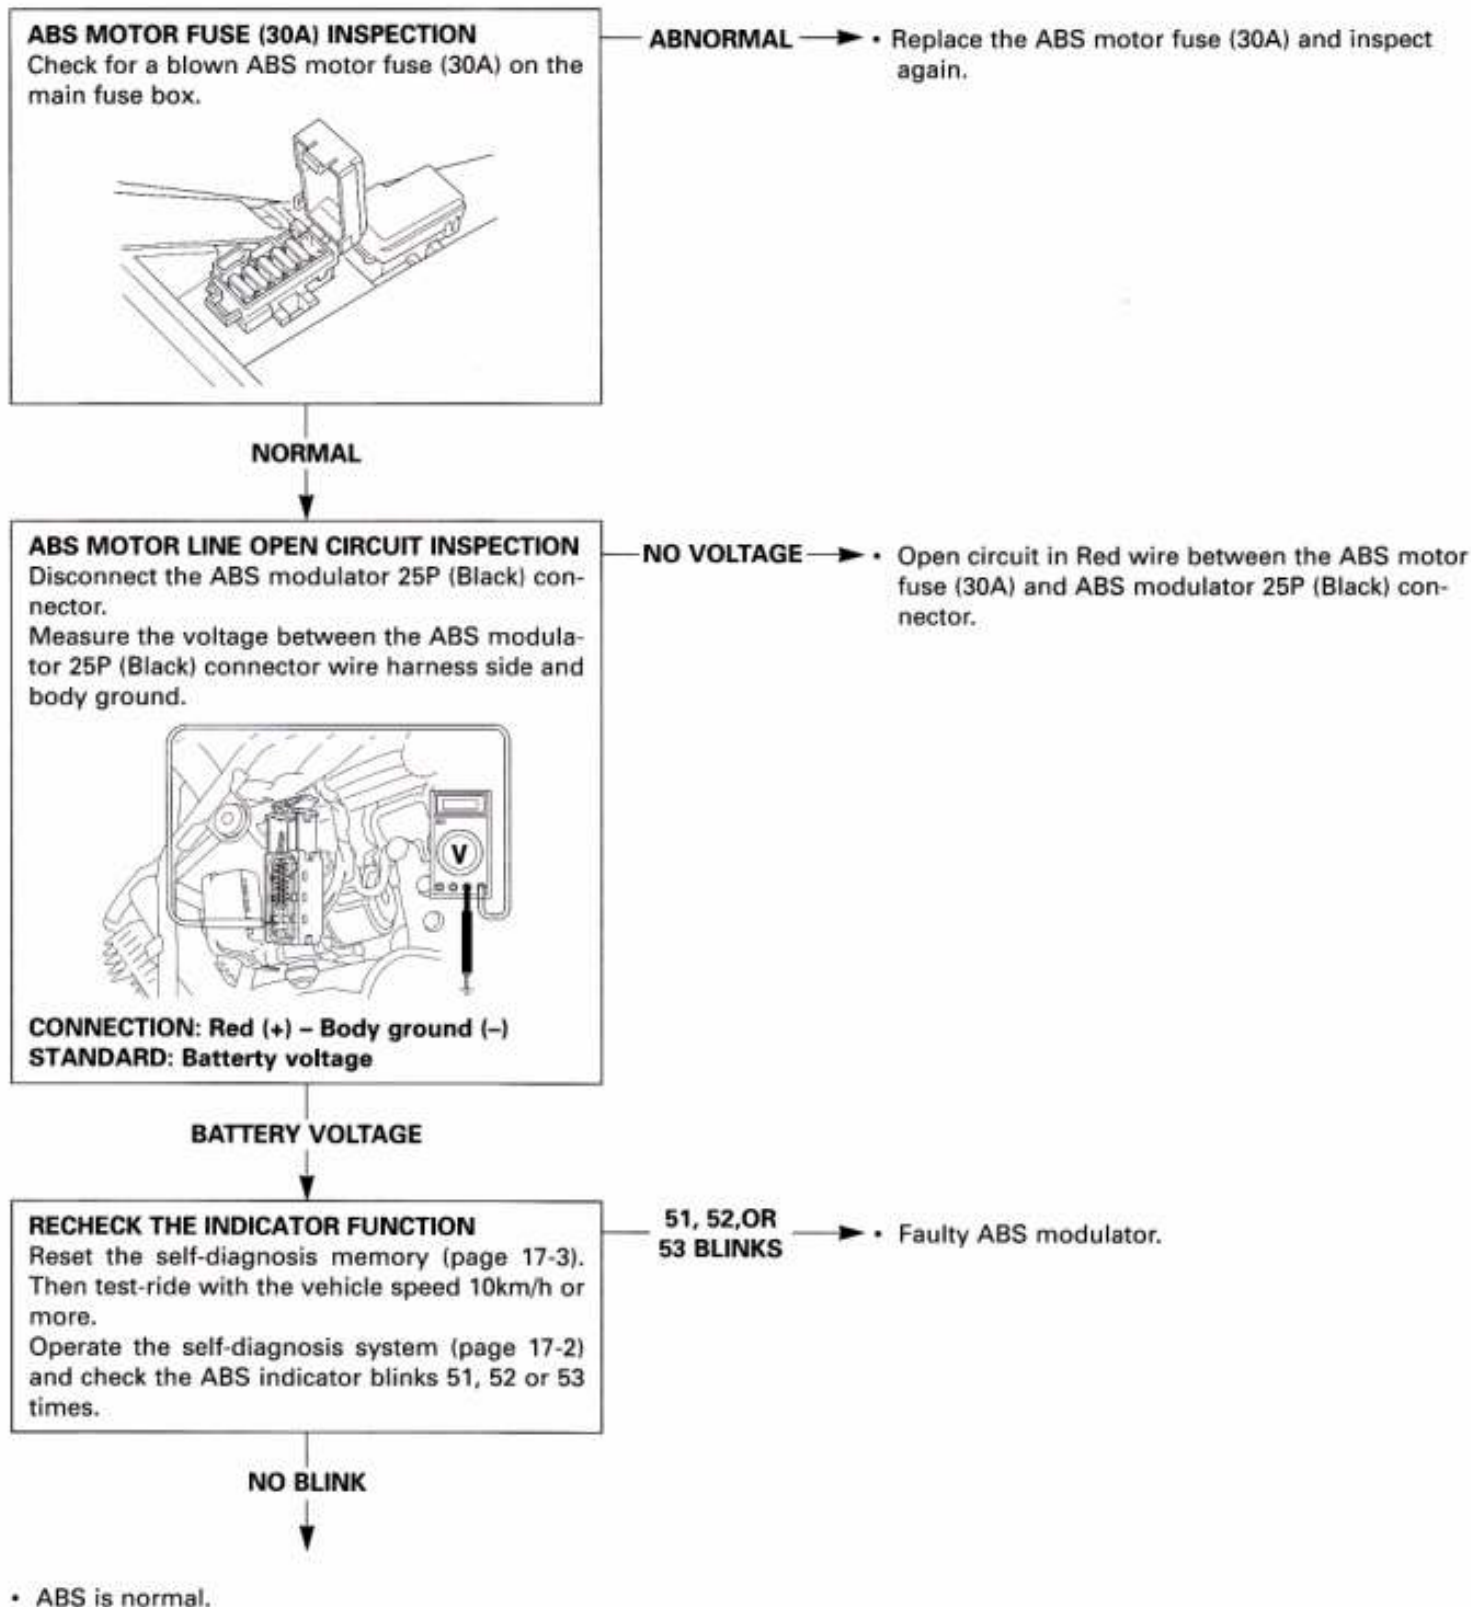 ABS MOTOR FUSE (30A) INSPECTION
Check for a blown ABS motor fuse (30A) on the
main fuse box.
ABNORMAL
• Replace the ABS motor fuse (30A) and inspect
again.
NORMAL
ABS MOTOR LINE OPEN CIRCUIT INSPECTION
Disconnect the ABS modulator 25P (Black) con-
nector.
Measure the voltage between the ABS modula-
tor 25P (Black) connector wire harness side and
body ground.
V
CONNECTION: Red (+) – Body ground (–)
STANDARD: Batterty voltage
NO VOLTAGE
• Open circuit in Red wire between the ABS motor
fuse (30A) and ABS modulator 25P (Black) con-
nector.
BATTERY VOLTAGE
RECHECK THE INDICATOR FUNCTION
Reset the self-diagnosis memory (page 17-3).
Then test-ride with the vehicle speed 10km/h or
more.
Operate the self-diagnosis system (page 17-2)
and check the ABS indicator blinks 51, 52 or 53
times.
51, 52,OR
53 BLINKS
• Faulty ABS modulator.
NO BLINK
• ABS is normal.